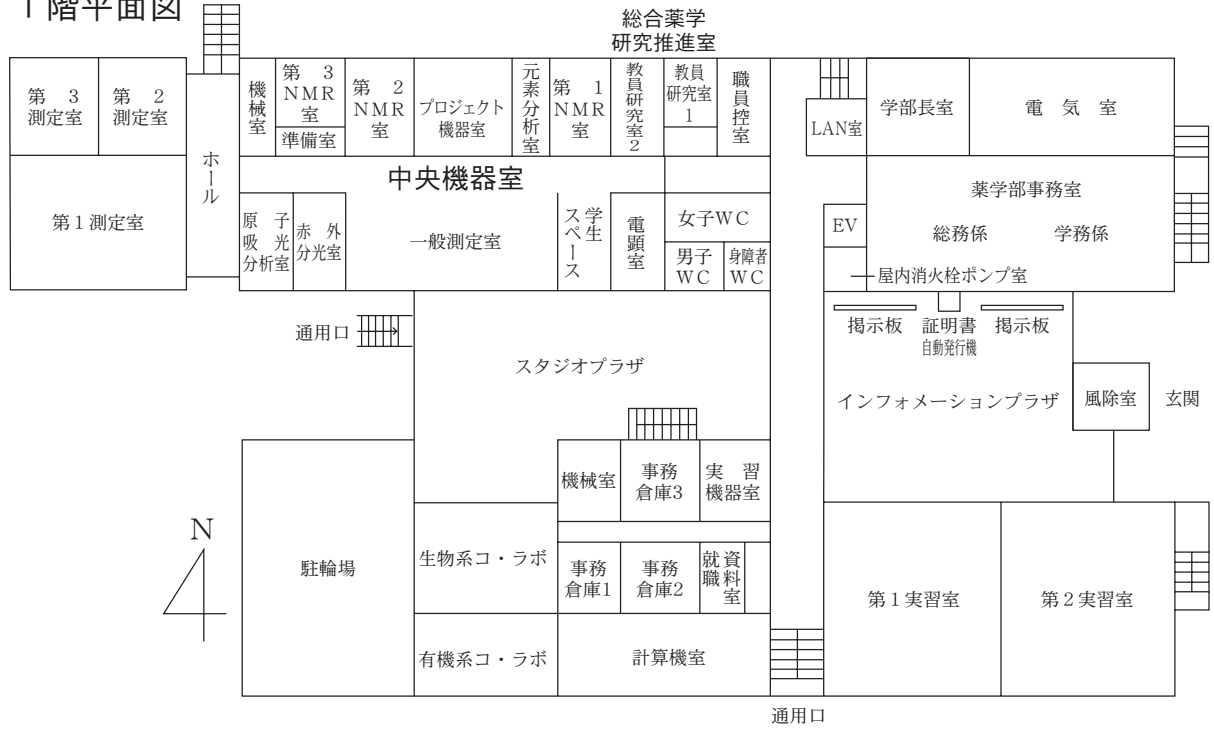 1階平面図
総合薬学
研究推進室
第 3
測定室
第 2
測定室
機械室
第 3
NMR
室
準備室
第 2
NMR
室
プロジェクト
機器室
元素分析室
第 1
NMR
室
教員研究室2
教員
研究室
1
職員控室
LAN室
学部長室
電 気 室
ホール
中央機器室
第1測定室
原 子
吸 光
分析室
赤 外
分光室
一般測定室
学生
スペース
電顕室
女子WC
男子
WC
身障者
WC
EV
薬学部事務室
総務係
学務係
屋内消火栓ポンプ室
掲示板
証明書
自動発行機
掲示板
通用口
スタジオプラザ
インフォメーションプラザ
風除室
玄関
機械室
事務
倉庫3
実 習
機器室
N
駐輪場
生物系コ・ラボ
事務
倉庫1
事務
倉庫2
就職
資料室
第1実習室
第2実習室
有機系コ・ラボ
計算機室
通用口